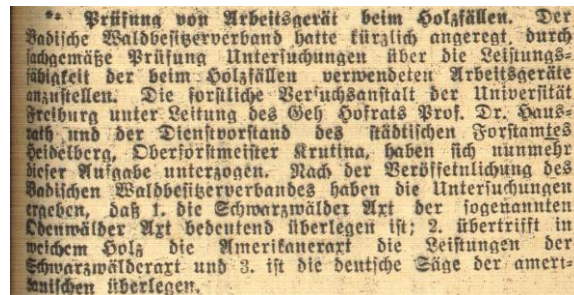 ** Prüfung von Arbeitsgerät beim Holzfällen. Der
Badische Waldbesitzerverband hatte kürzlich angeregt, durch
sachgemäße Prüfung Untersuchungen über die Leistungs-
fähigkeit der beim Holzfällen verwendeten Arbeitsgeräte
anzustellen. Die forstliche Versuchsanstalt der Universität
Freiburg unter Leitung des Geh Hofrats Prof. Dr. Haus-
rath und der Dienstvorstand des städtischen Forstamtes
Heidelberg, Oberforstmeister Krutina, haben sich nunmehr
dieser Aufgabe unterzogen. Nach der Veröffetnlichung des
Badischen Waldbesitzerverbandes haben die Untersuchungen
ergeben, daß 1. die Schwarzwälder Axt der sogenannten
Odenwälder Axt bedeutend überlegen ist; 2. übertrifft in
weichem Holz die Amerikaneraxt die Leistungen der
Schwarzwälderaxt und 3. ist die deutsche Säge der ameri-
kanischen überlegen.